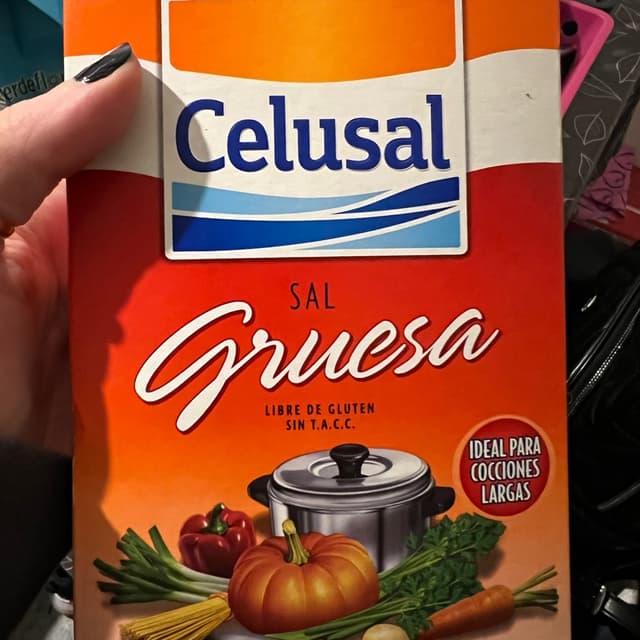 Celusal
SAL
Gruesa
LIBRE DE GLUTEN
SIN T.A.C.C.
IDEAL PARA
COCCIONES
LARGAS